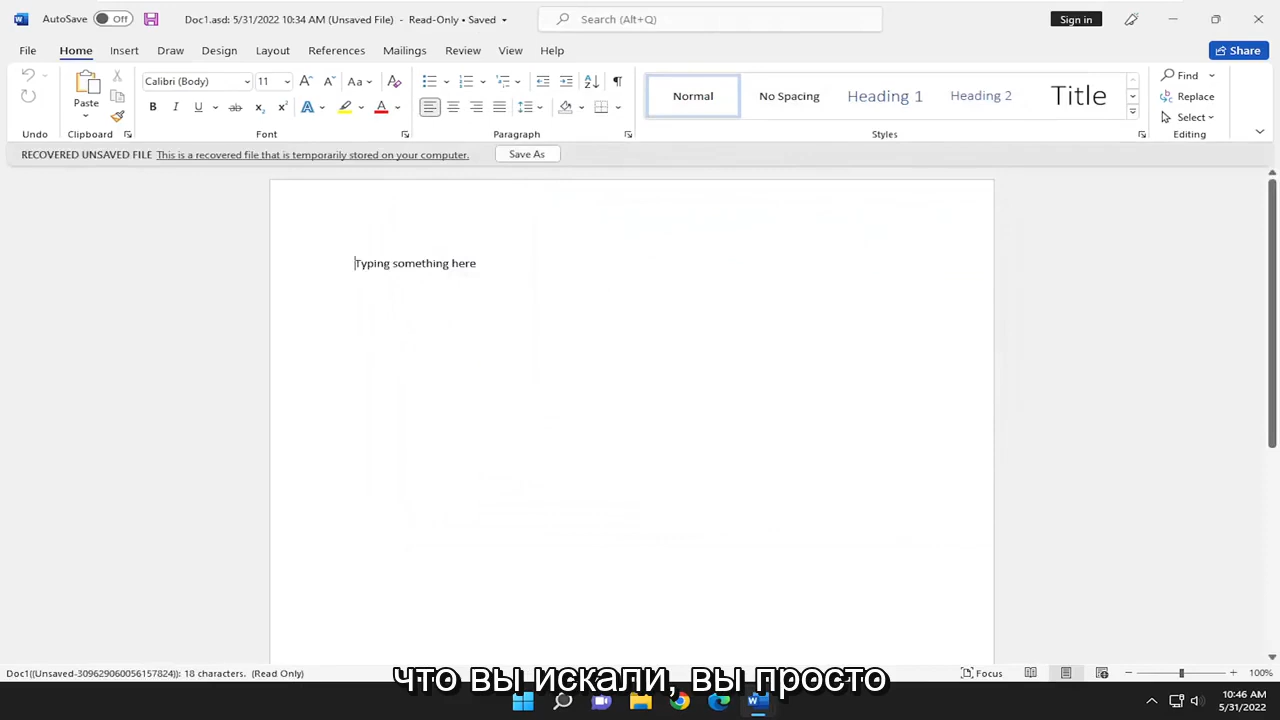 AutoSave Off Doc1.asd: 5/31/2022 10:34 AM (Unsaved File) - Read-Only • Saved Search (Alt+Q) Sign in
File Home Insert Draw Design Layout References Mailings Review View Help Share
Paste Calibri (Body) 11 Aa Normal No Spacing Heading 1 Heading 2 Title Find
Replace
Select
Undo Clipboard Font Paragraph Styles Editing
RECOVERED UNSAVED FILE This is a recovered file that is temporarily stored on your computer. Save As
Typing something here
Doc1((Unsaved-309629060056157824)): 18 characters. (Read Only) Focus 100%
что вы искали, вы просто
10:46 AM
5/31/2022